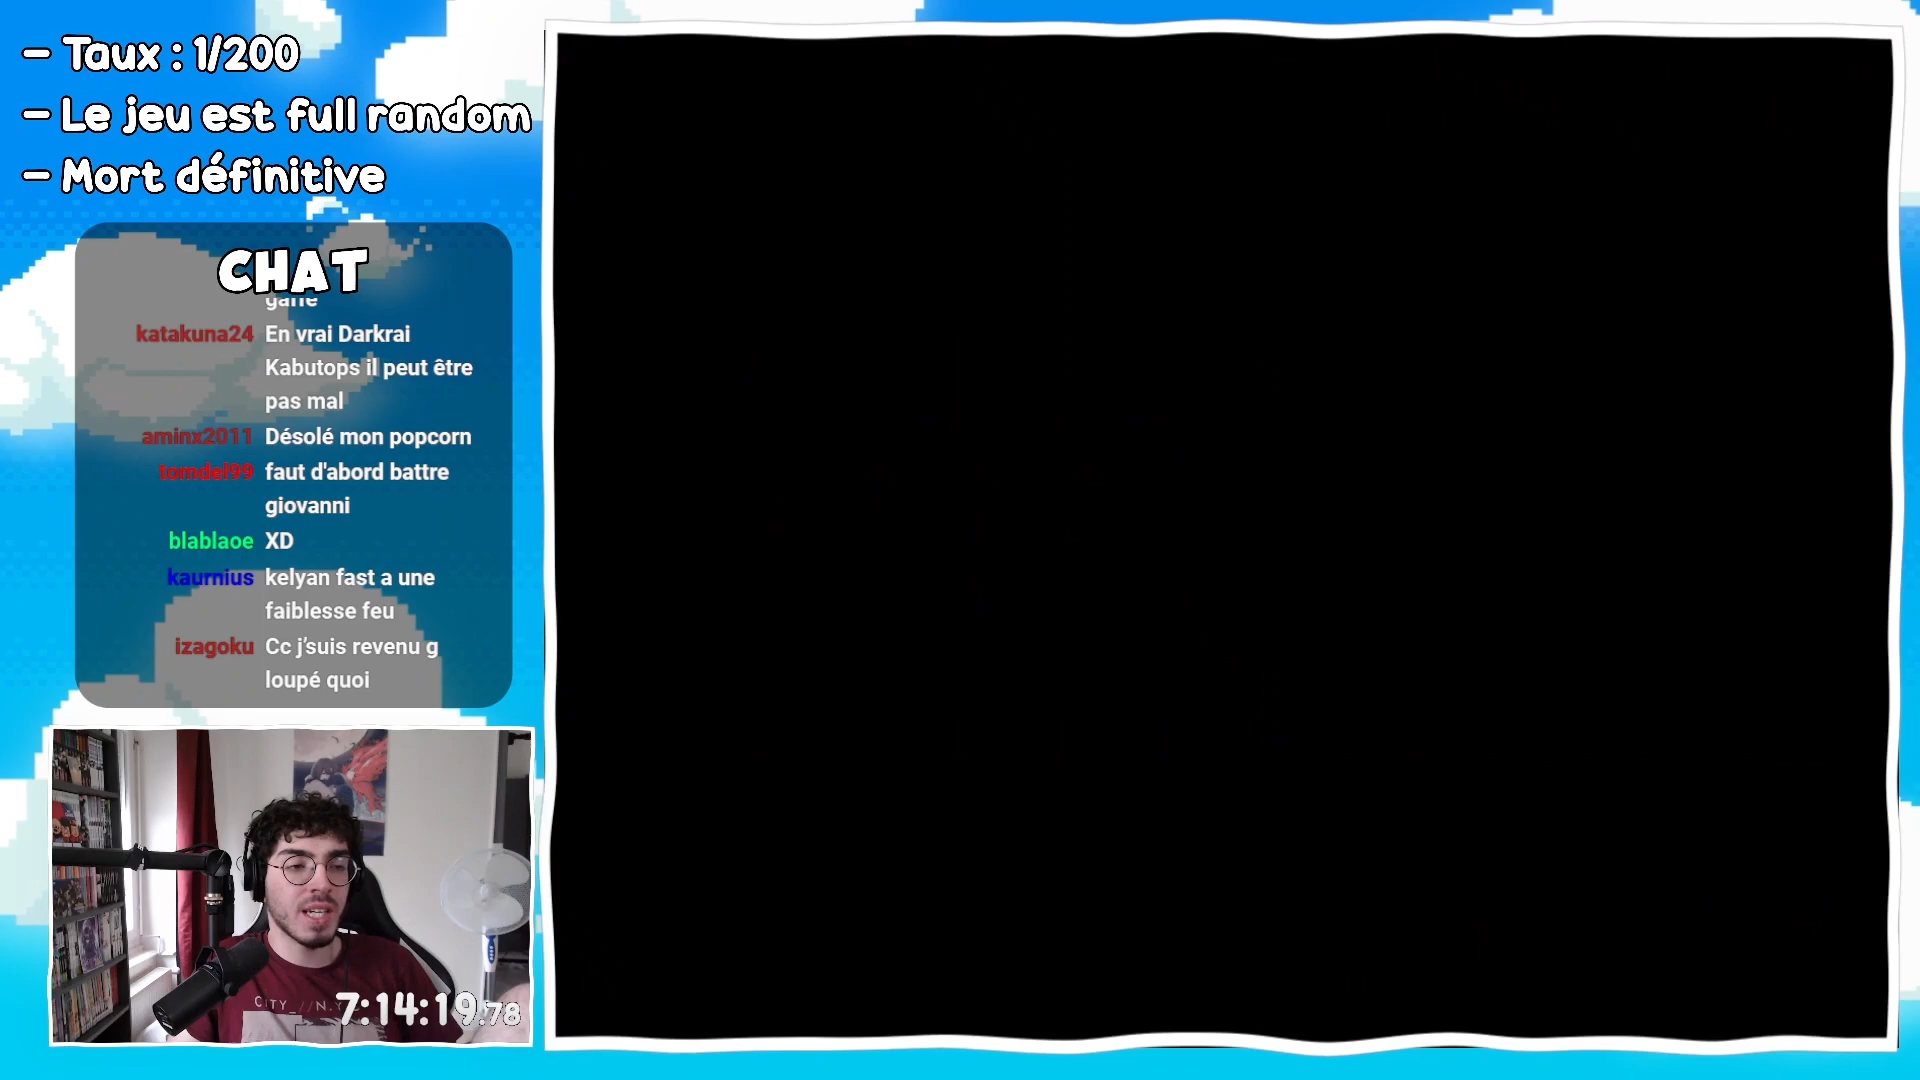 - Taux : 1/200
- Le jeu est full random
- Mort définitive
CHAT
katakuna24 En vrai Darkrai
Kabutops il peut être
pas mal
aminx2011 Désolé mon popcorn
tomdel99 faut d'abord battre
giovanni
blablaoe XD
kaurnius kelyan fast a une
faiblesse feu
izagoku Cc j'suis revenu g
loupé quoi
CITY // N.Y
7:14:19.78